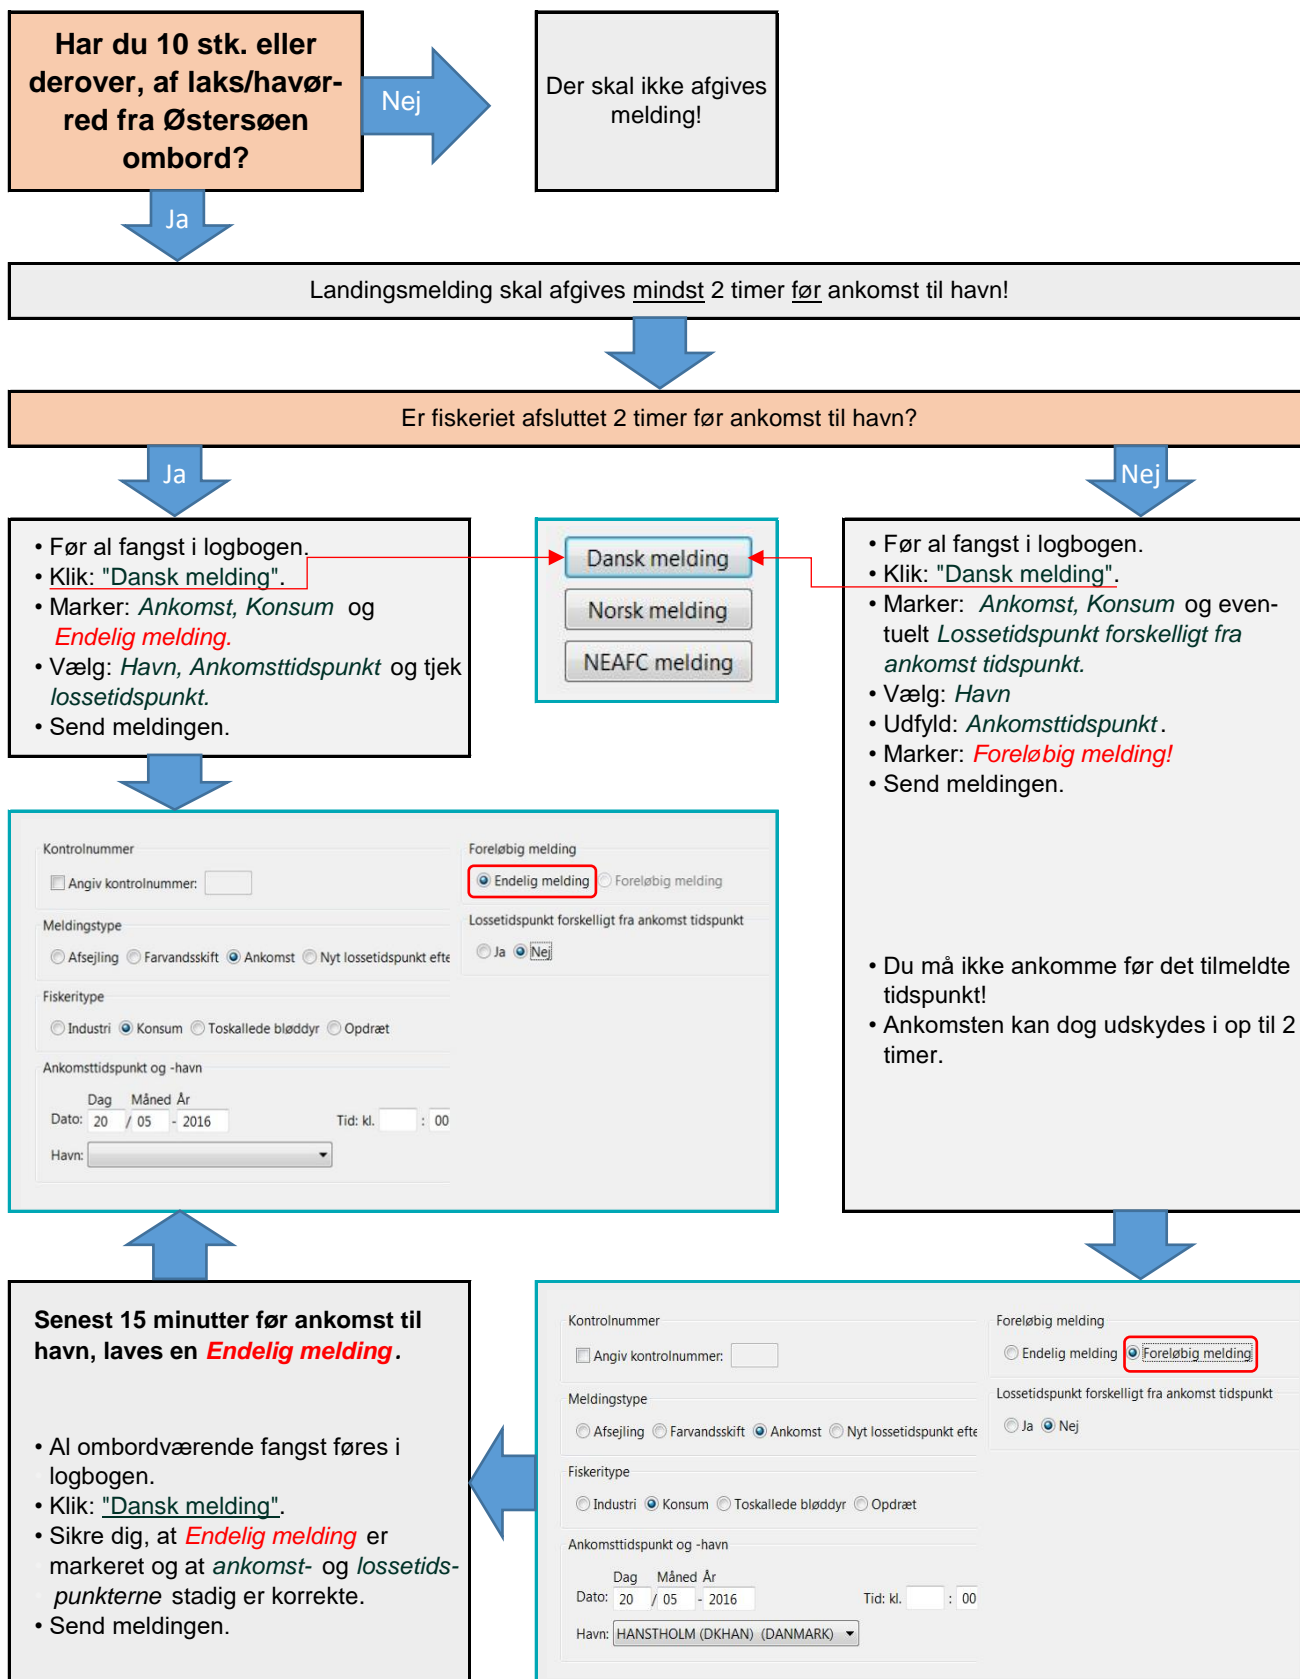 Har du 10 stk. eller
derover, af laks/havør-
red fra Østersøen
ombord?
Nej
Der skal ikke afgives
melding!
Ja
Landingsmelding skal afgives mindst 2 timer før ankomst til havn!
Er fiskeriet afsluttet 2 timer før ankomst til havn?
Ja
Nej
• Før al fangst i logbogen.
• Klik: "Dansk melding".
• Marker: Ankomst, Konsum og
Endelig melding.
• Vælg: Havn, Ankomsttidspunkt og tjek
lossetidspunkt.
• Send meldingen.
Dansk melding
Norsk melding
NEAFC melding
• Før al fangst i logbogen.
• Klik: "Dansk melding".
• Marker: Ankomst, Konsum og even-
tuelt Lossetidspunkt forskelligt fra
ankomst tidspunkt.
• Vælg: Havn
• Udfyld: Ankomsttidspunkt.
• Marker: Foreløbig melding!
• Send meldingen.
• Du må ikke ankomme før det tilmeldte
tidspunkt!
• Ankomsten kan dog udskydes i op til 2
timer.
Kontrolnummer
Angiv kontrolnummer:
Meldingstype
Afsejling Farvandsskift Ankomst Nyt lossetidspunkt efte
Fiskeritype
Industri Konsum Toskallede bløddyr Opdræt
Ankomsttidspunkt og -havn
Dag Måned År
Dato: 20 / 05 - 2016 Tid: kl. : 00
Havn:
Foreløbig melding
Endelig melding Foreløbig melding
Lossetidspunkt forskelligt fra ankomst tidspunkt
Ja Nej
Senest 15 minutter før ankomst til
havn, laves en Endelig melding.
• Al ombordværende fangst føres i
logbogen.
• Klik: "Dansk melding".
• Sikre dig, at Endelig melding er
markeret og at ankomst- og lossetids-
punkterne stadig er korrekte.
• Send meldingen.
Kontrolnummer
Angiv kontrolnummer:
Meldingstype
Afsejling Farvandsskift Ankomst Nyt lossetidspunkt efte
Fiskeritype
Industri Konsum Toskallede bløddyr Opdræt
Ankomsttidspunkt og -havn
Dag Måned År
Dato: 20 / 05 - 2016 Tid: kl. : 00
Havn: HANSTHOLM (DKHAN) (DANMARK)
Foreløbig melding
Endelig melding Foreløbig melding
Lossetidspunkt forskelligt fra ankomst tidspunkt
Ja Nej